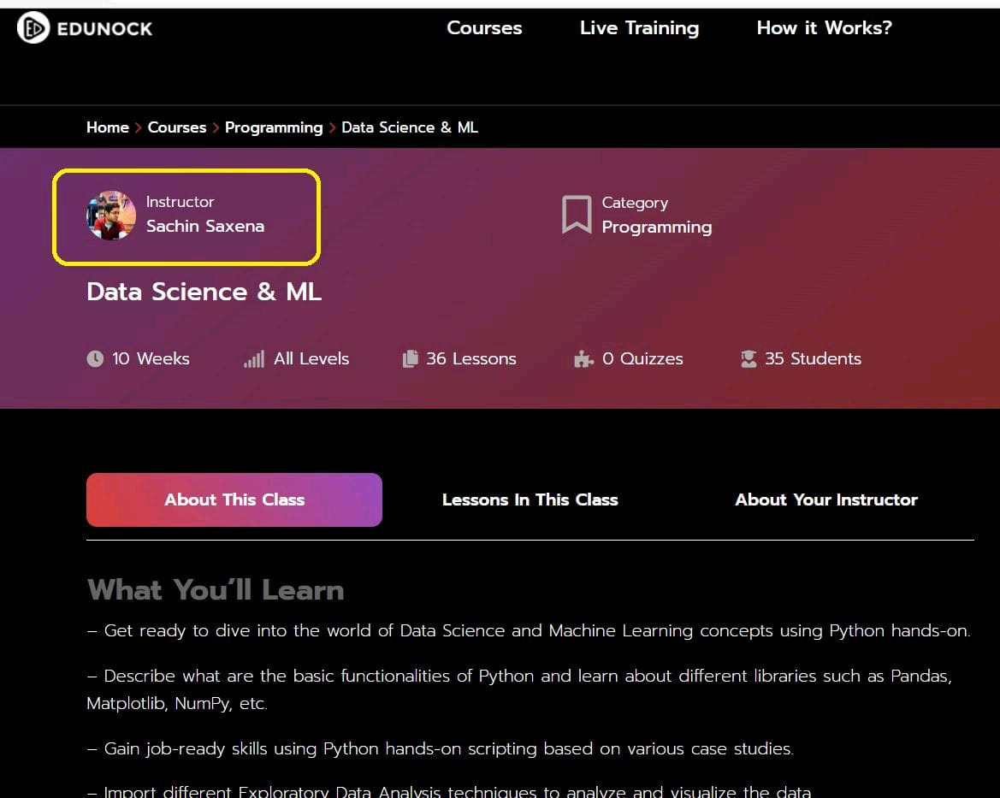 EDUNOCK
Courses Live Training How it Works?
Home > Courses > Programming > Data Science & ML
Instructor
Sachin Saxena
Category
Programming
Data Science & ML
10 Weeks All Levels 36 Lessons 0 Quizzes 35 Students
About This Class Lessons In This Class About Your Instructor
What You’ll Learn
– Get ready to dive into the world of Data Science and Machine Learning concepts using Python hands-on.
– Describe what are the basic functionalities of Python and learn about different libraries such as Pandas,
Matplotlib, NumPy, etc.
– Gain job-ready skills using Python hands-on scripting based on various case studies.
– Import different Exploratory Data Analysis techniques to analyze and visualize the data